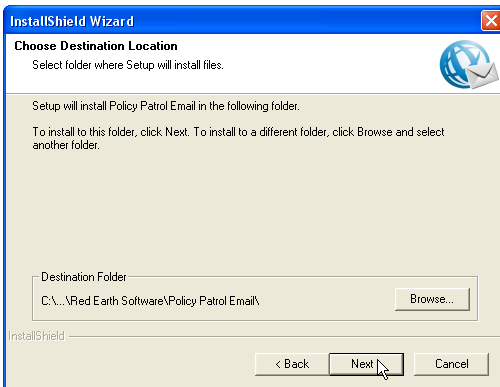 InstallShield Wizard
Choose Destination Location
Select folder where Setup will install files.
Setup will install Policy Patrol Email in the following folder.
To install to this folder, click Next. To install to a different folder, click Browse and select
another folder.
Destination Folder
C:\...\Red Earth Software\Policy Patrol Email\
Browse...
InstallShield
< Back
Next >
Cancel